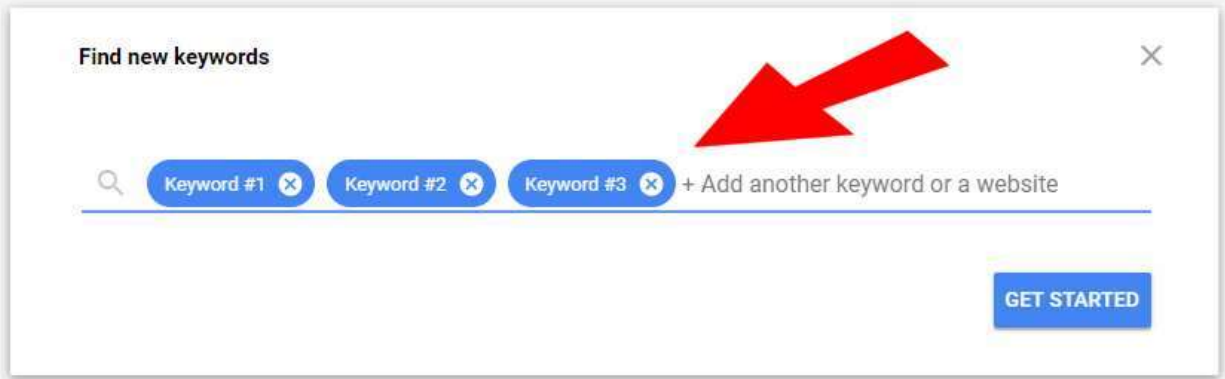 Find new keywords
Keyword #1 Keyword #2 Keyword #3 + Add another keyword or a website
GET STARTED